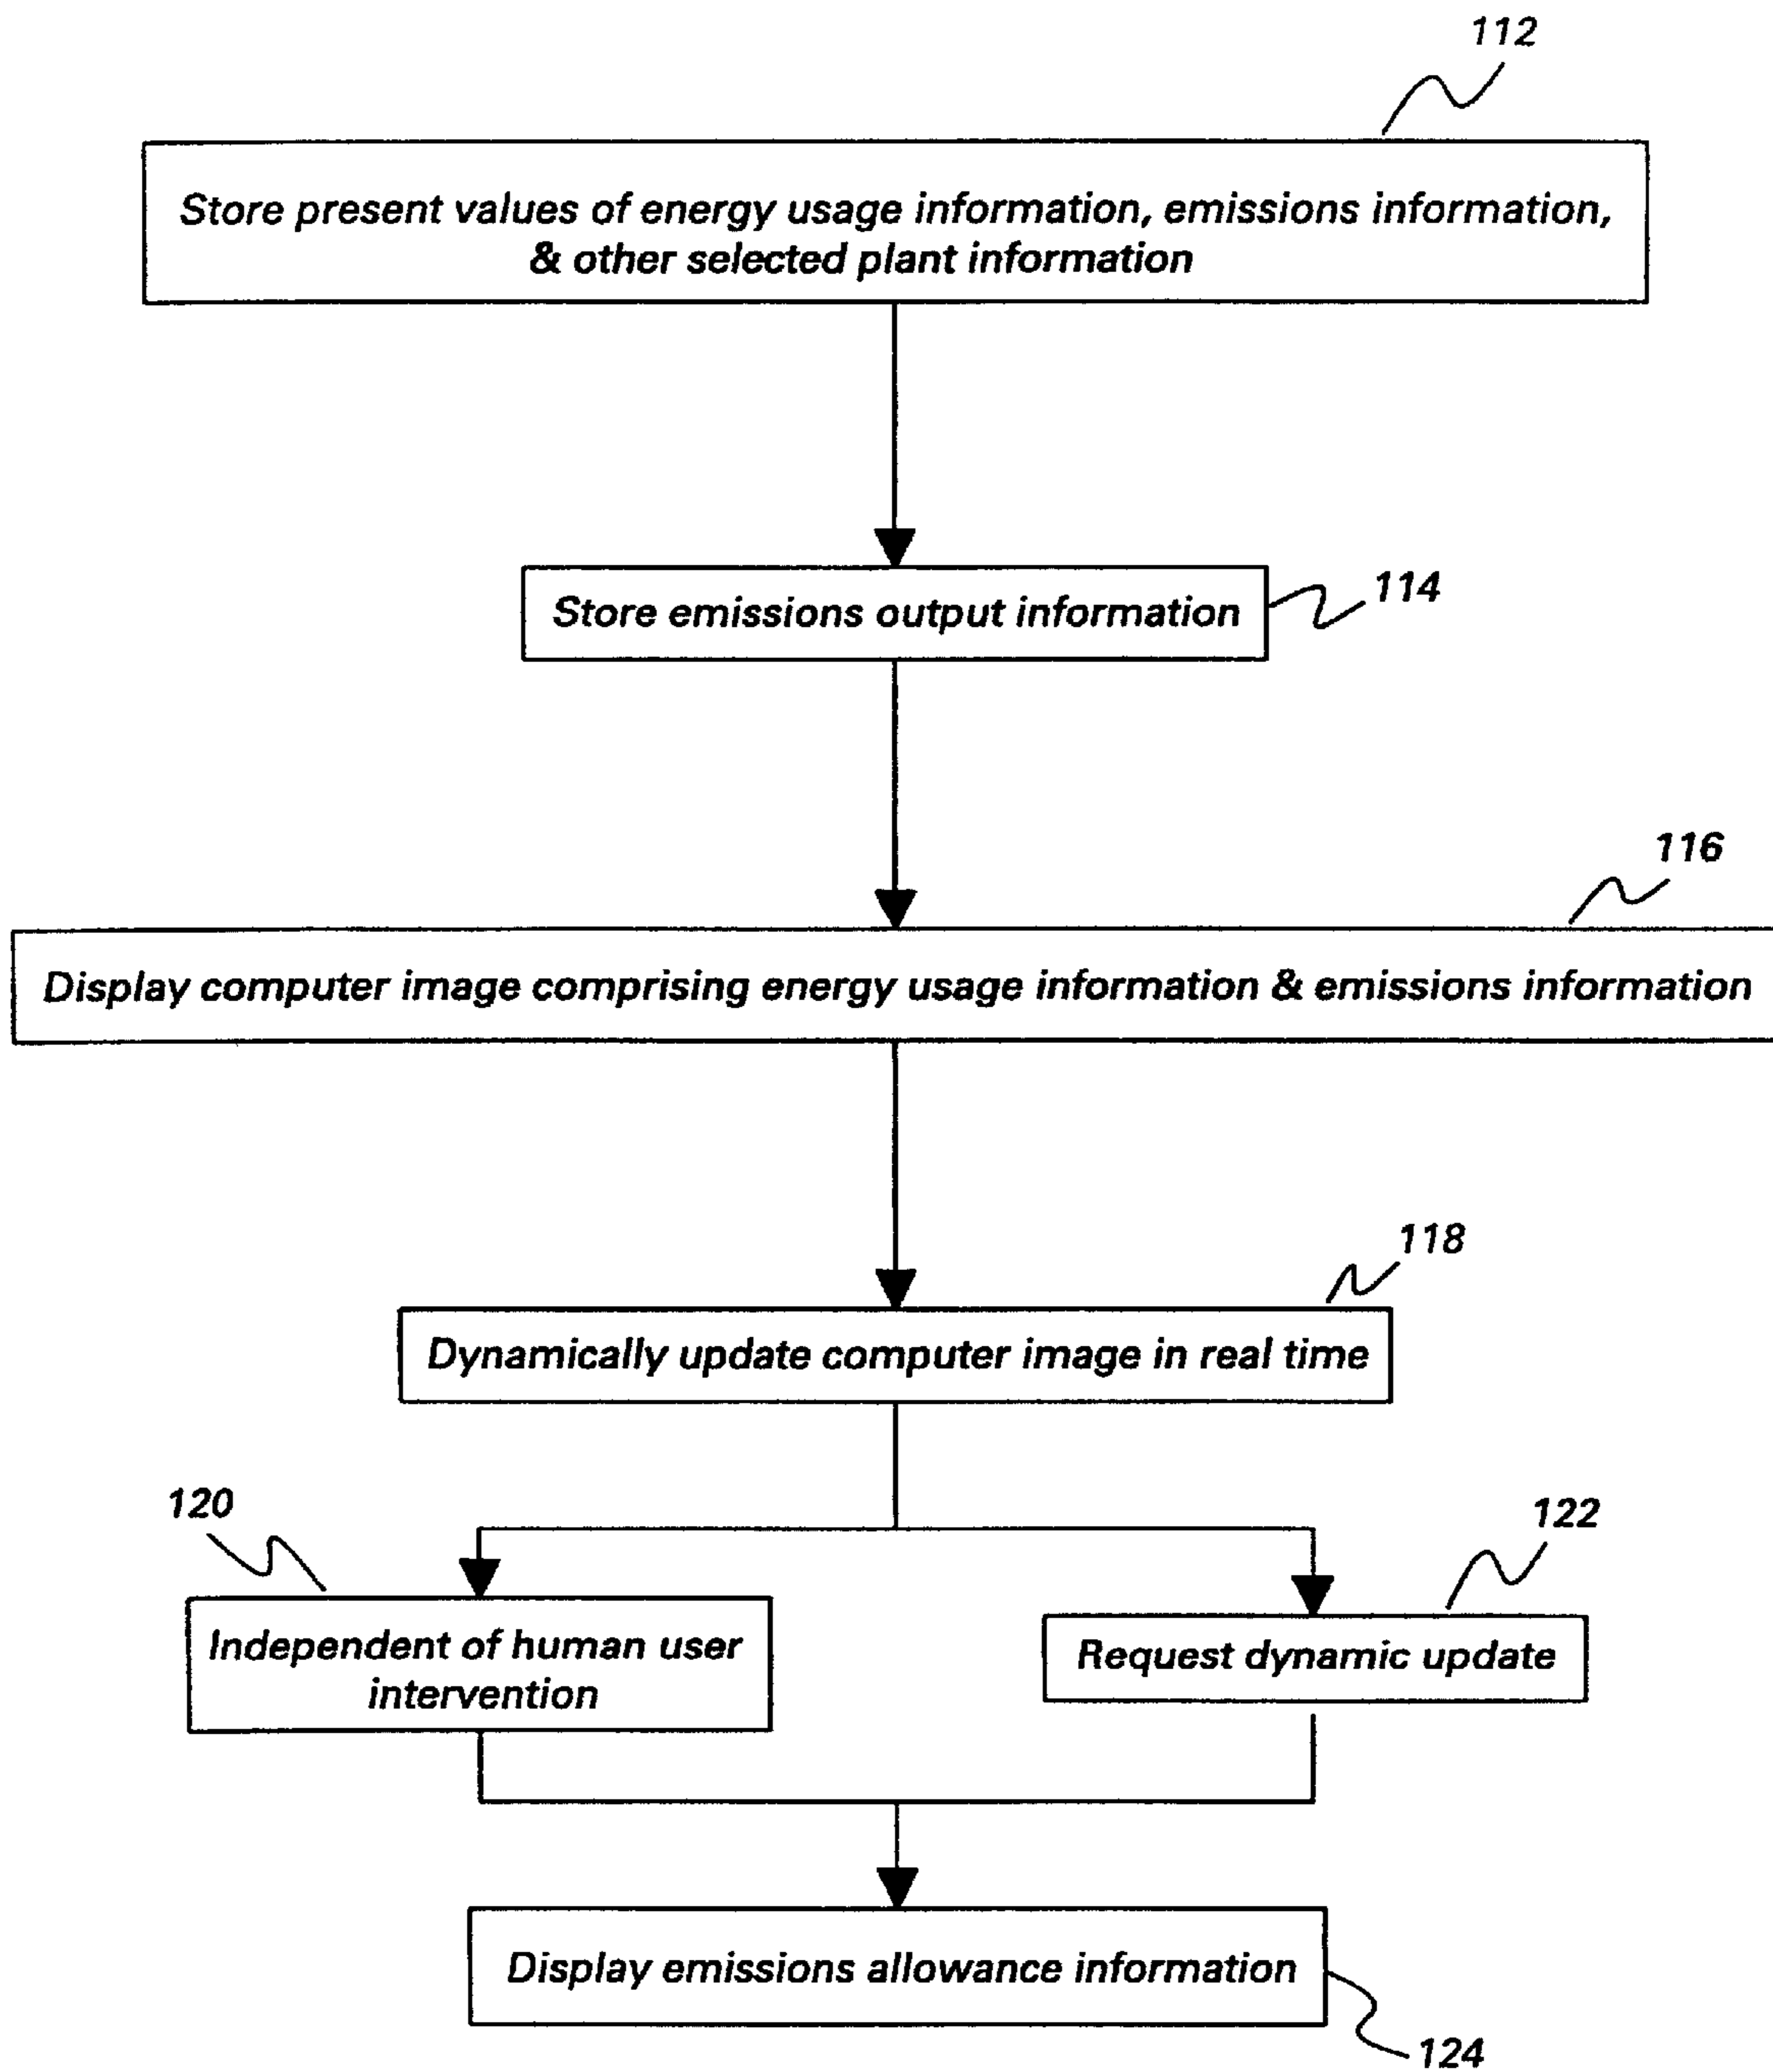 112
Store present values of energy usage information, emissions information,
& other selected plant information
Store emissions output information
114
116
Display computer image comprising energy usage information & emissions information
118
Dynamically update computer image in real time
120
122
Independent of human user
intervention
Request dynamic update
Display emissions allowance information
124